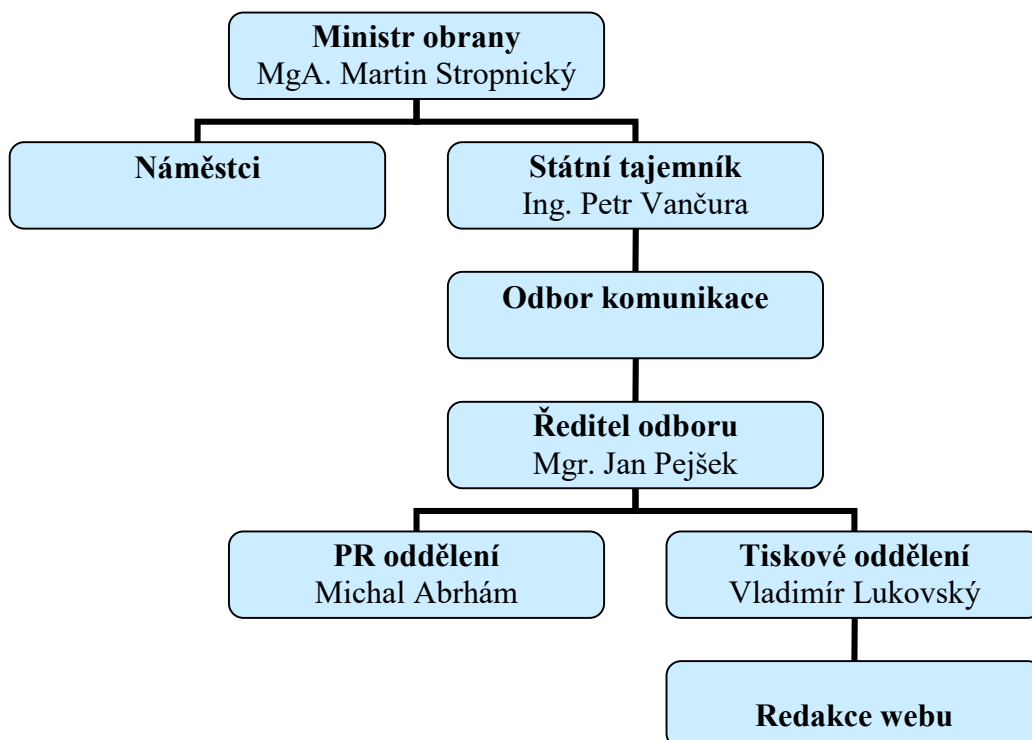 Ministr obrany
MgA. Martin Stropnický
Náměstci
Státní tajemník
Ing. Petr Vančura
Odbor komunikace
Ředitel odboru
Mgr. Jan Pejšek
PR oddělení
Michal Abrhám
Tiskové oddělení
Vladimír Lukovský
Redakce webu